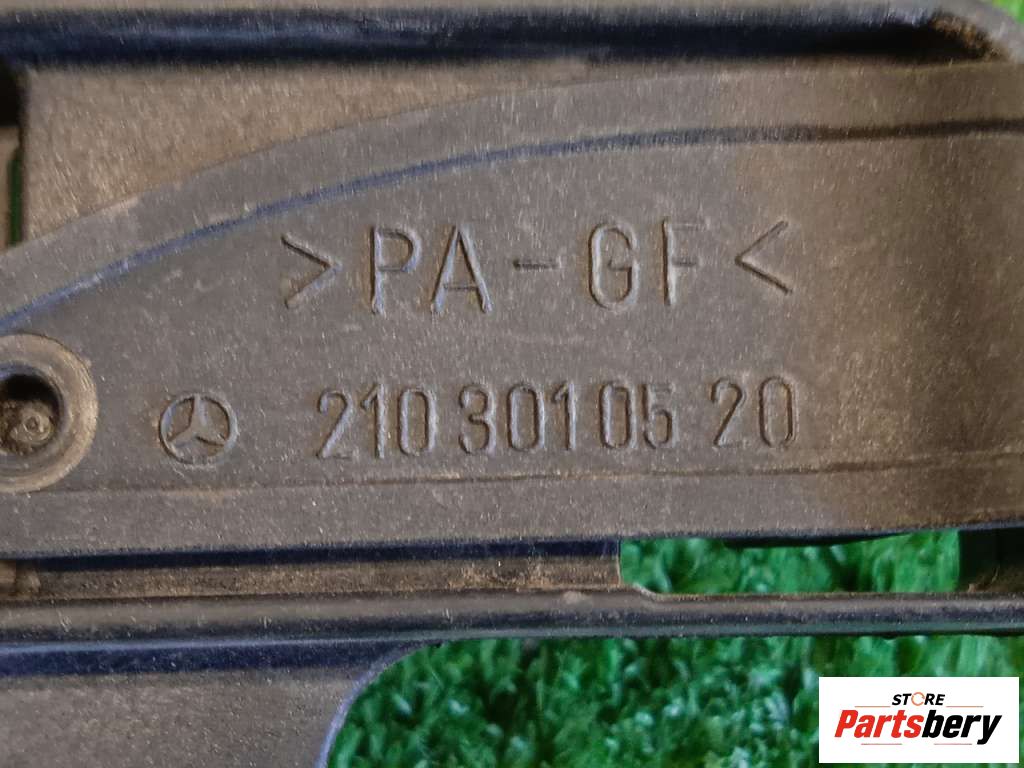 >PA-GF<
210 301 05 20
STORE
Partsbery